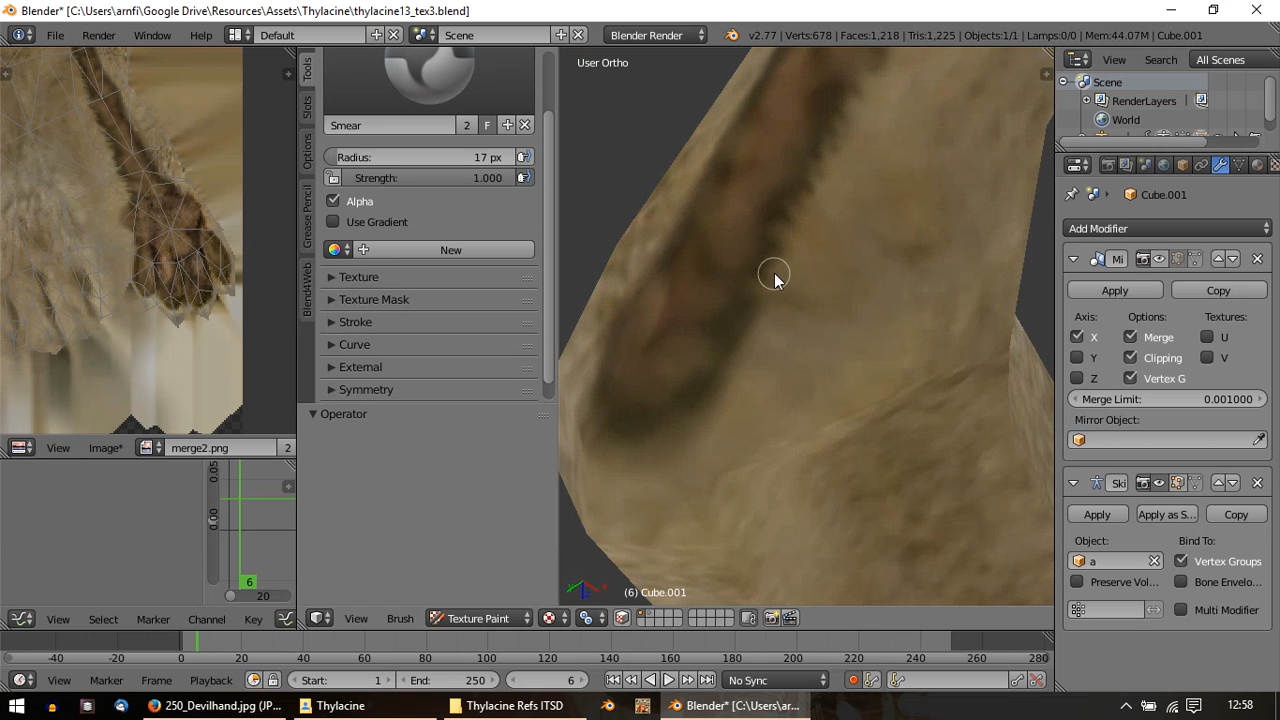 Blender* [C:\Users\arnfi\Google Drive\Resources\Assets\Thylacine\thylacine13_tex3.blend]
File Render Window Help Default Scene Blender Render v2.77 | Verts:678 | Faces:1,218 | Tris:1,225 | Objects:1/1 | Lamps:0/0 | Mem:44.07M | Cube.001
User Ortho
View Search All Scenes
Scene
RenderLayers
World
Tools
Slots
Options
Grease Pencil
Blend4Web
Smear 2 F
Radius: 17 px
Strength: 1.000
Alpha
Use Gradient
New
Texture
Texture Mask
Stroke
Curve
External
Symmetry
Operator
Cube.001
Add Modifier
Mi
Apply Copy
Axis: Options: Textures:
X Merge U
Y Clipping V
Z Vertex G
Merge Limit: 0.001000
Mirror Object:
Ski
Apply Apply as S... Copy
Object: Bind To:
a Vertex Groups
Preserve Vol... Bone Envelo...
Multi Modifier
View Image* merge2.png 2
0.05
0.00
6
20
(6) Cube.001
View Select Marker Channel Key View Brush Texture Paint
-40 -20 0 20 40 60 80 100 120 140 160 180 200 220 240 260 280
View Marker Frame Playback Start: 1 End: 250 6 No Sync
250_Devilhand.jpg (JP... Thylacine Thylacine Refs ITSD Blender* [C:\Users\ar... 12:58